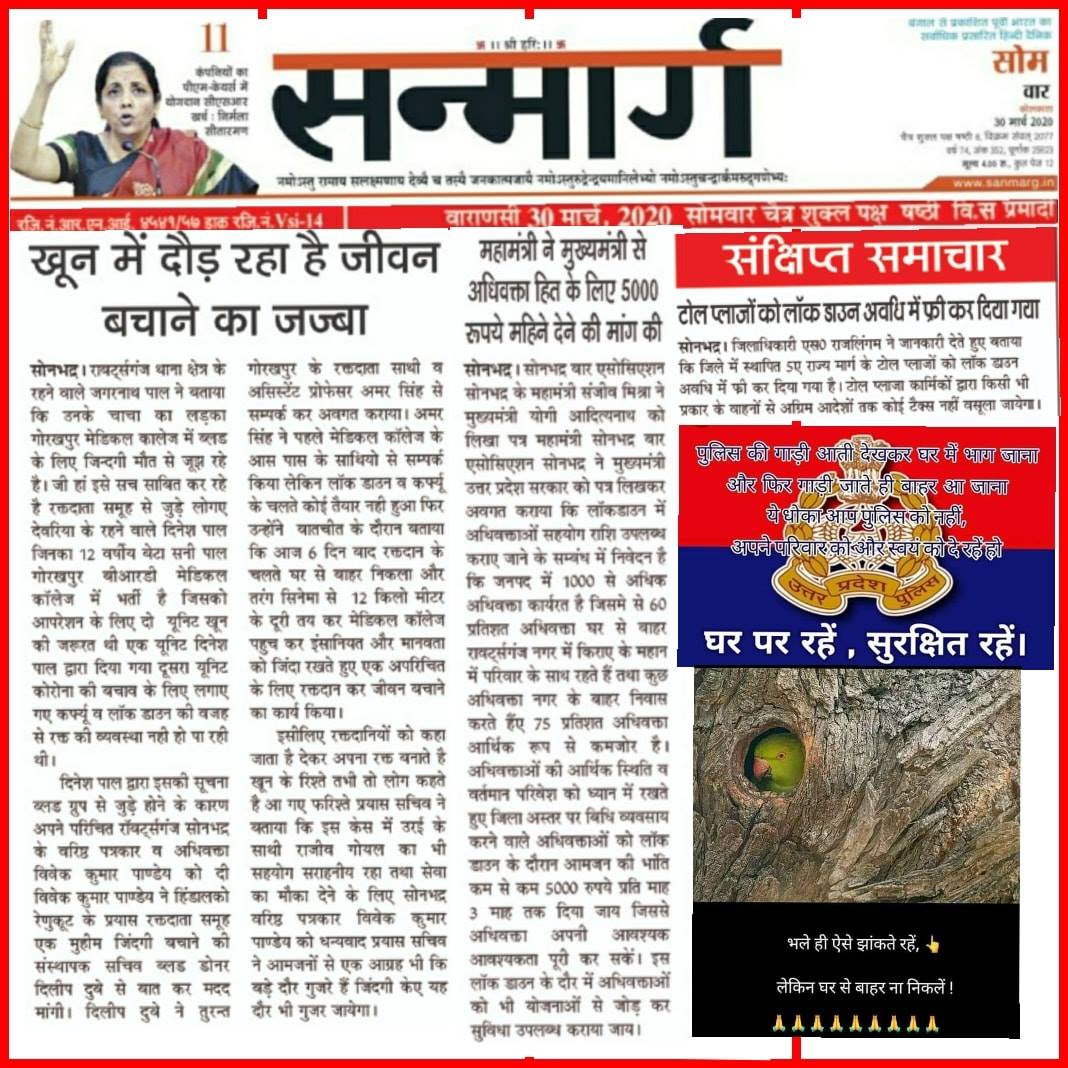 11
कंपनियों का
पीएम-केयर्स में
योगदान सीएसआर
खर्च : निर्मला
सीतारमण
卐 ।। श्री हरि: ।। 卐
सन्मार्ग
नमोऽस्तु रामाय सलक्ष्मणाय देव्यै च तस्यै जनकात्मजायै नमोऽस्तुरुद्रेन्द्रयमानिलेभ्यो नमोऽस्तुचन्द्रार्कमरुद्गणेभ्यः
बंगाल से प्रकाशित पूर्वी भारत का
सर्वाधिक प्रसारित हिन्दी दैनिक
सोम
वार
कोलकाता
30 मार्च 2020
चैत्र शुक्ल पक्ष षष्ठी 6, विक्रम संवत् 2077
वर्ष 74, अंक 352, पूर्णांक
मूल्य 4.00 रु., कुल पेज 12
www.sanmarg.in
रजि.नं.आर.एन.आई. ४५४१/५७ डाक रजि.नं.Vsi-14
वाराणसी 30 मार्च, 2020 सोमवार चैत्र शुक्ल पक्ष षष्ठी वि.स प्रमादी
खून में दौड़ रहा है जीवन
बचाने का जज्बा
सोनभद्र। रावर्ट्सगंज थाना क्षेत्र के
रहने वाले जगरनाथ पाल ने बताया
कि उनके चाचा का लड़का
गोरखपुर मेडिकल कालेज में ब्लड
के लिए जिन्दगी मौत से जूझ रहे
है। जी हां इसे सच साबित कर रहे
है रक्तदाता समूह से जुड़े लोगए
देवरिया के रहने वाले दिनेश पाल
जिनका 12 वर्षीय बेटा सनी पाल
गोरखपुर बीआरडी मेडिकल
कॉलेज में भर्ती है जिसको
आपरेशन के लिए दो यूनिट खून
की जरूरत थी एक यूनिट दिनेश
पाल द्वारा दिया गया दूसरा यूनिट
कोरोना की बचाव के लिए लगाए
गए कर्फ्यू व लॉक डाउन की वजह
से रक्त की व्यवस्था नही हो पा रही
थी।
दिनेश पाल द्वारा इसकी सूचना
ब्लड ग्रुप से जुड़े होने के कारण
अपने परिचित रॉबर्ट्सगंज सोनभद्र
के वरिष्ठ पत्रकार व अधिवक्ता
विवेक कुमार पाण्डेय को दी
विवेक कुमार पाण्डेय ने हिंडालको
रेणुकूट के प्रयास रक्तदाता समूह
एक मुहीम जिंदगी बचाने की
संस्थापक सचिव ब्लड डोनर
दिलीप दुबे से बात कर मदद
मांगी। दिलीप दुबे ने तुरन्त
गोरखपुर के रक्तदाता साथी व
असिस्टेंट प्रोफेसर अमर सिंह से
सम्पर्क कर अवगत कराया। अमर
सिंह ने पहले मेडिकल कॉलेज के
आस पास के साथियो से सम्पर्क
किया लेकिन लॉक डाउन व कर्फ्यू
के चलते कोई तैयार नही हुआ फिर
उन्होंने बातचीत के दौरान बताया
कि आज 6 दिन बाद रक्तदान के
चलते घर से बाहर निकला और
तरंग सिनेमा से 12 किलो मीटर
के दूरी तय कर मेडिकल कॉलेज
पहुच कर इंसानियत और मानवता
को जिंदा रखते हुए एक अपरिचित
के लिए रक्तदान कर जीवन बचाने
का कार्य किया।
इसीलिए रक्तदानियों को कहा
जाता है देकर अपना रक्त बनाते है
खून के रिश्ते तभी तो लोग कहते
है आ गए फरिश्ते प्रयास सचिव ने
बताया कि इस केस में उरई के
साथी राजीव गोयल का भी
सहयोग सराहनीय रहा तथा सेवा
का मौका देने के लिए सोनभद्र
वरिष्ठ पत्रकार विवेक कुमार
पाण्डेय को धन्यवाद प्रयास सचिव
ने आमजनों से एक आग्रह भी कि
बड़े दौर गुजरे हैं जिंदगी केए यह
दौर भी गुजर जायेगा।
महामंत्री ने मुख्यमंत्री से
अधिवक्ता हित के लिए 5000
रूपये महिने देने की मांग की
सोनभद्र। सोनभद्र बार एसोसिएशन
सोनभद्र के महामंत्री संजीव मिश्रा ने
मुख्यमंत्री योगी आदित्यनाथ को
लिखा पत्र महामंत्री सोनभद्र बार
एसोसिएशन सोनभद्र ने मुख्यमंत्री
उत्तर प्रदेश सरकार को पत्र लिखकर
अवगत कराया कि लॉकडाउन में
अधिवक्ताओं सहयोग राशि उपलब्ध
कराए जाने के सम्बंध में निवेदन है
कि जनपद में 1000 से अधिक
अधिवक्ता कार्यरत है जिसमे से 60
प्रतिशत अधिवक्ता घर से बाहर
रावर्ट्सगंज नगर में किराए के महान
में परिवार के साथ रहते हैं तथा कुछ
अधिवक्ता नगर के बाहर निवास
करते हैंए 75 प्रतिशत अधिवक्ता
आर्थिक रूप से कमजोर है।
अधिवक्ताओं की आर्थिक स्थिति व
वर्तमान परिवेश को ध्यान में रखते
हुए जिला अस्तर पर बिधि व्यवसाय
करने वाले अधिवक्ताओं को लॉक
डाउन के दौरान आमजन की भाँति
कम से कम 5000 रुपये प्रति माह
3 माह तक दिया जाय जिससे
अधिवक्ता अपनी आवश्यक
आवश्यकता पूरी कर सकें। इस
लॉक डाउन के दौर में अधिवक्ताओं
को भी योजनाओं से जोड़ कर
सुविधा उपलब्ध कराया जाय।
संक्षिप्त समाचार
टोल प्लाजों को लॉक डाउन अवधि में फ्री कर दिया गया
सोनभद्र। जिलाधिकारी एस0 राजलिंगम ने जानकारी देते हुए बताया
कि जिले में स्थापित 5ए राज्य मार्ग के टोल प्लाजों को लॉक डाउन
अवधि में फ्री कर दिया गया है। टोल प्लाजा कार्मिकों द्वारा किसी भी
प्रकार के वाहनों से अग्रिम आदेशों तक कोई टैक्स नहीं वसूला जायेगा।
पुलिस की गाड़ी आती देखकर घर में भाग जाना
और फिर गाड़ी जाते ही बाहर आ जाना
ये धोका आप पुलिस को नहीं,
अपने परिवार को और स्वयं को दे रहें हो
उत्तर प्रदेश पुलिस
घर पर रहें , सुरक्षित रहें।
भले ही ऐसे झांकते रहें, 👆
लेकिन घर से बाहर ना निकलें !
🙏🙏🙏🙏🙏🙏🙏🙏🙏